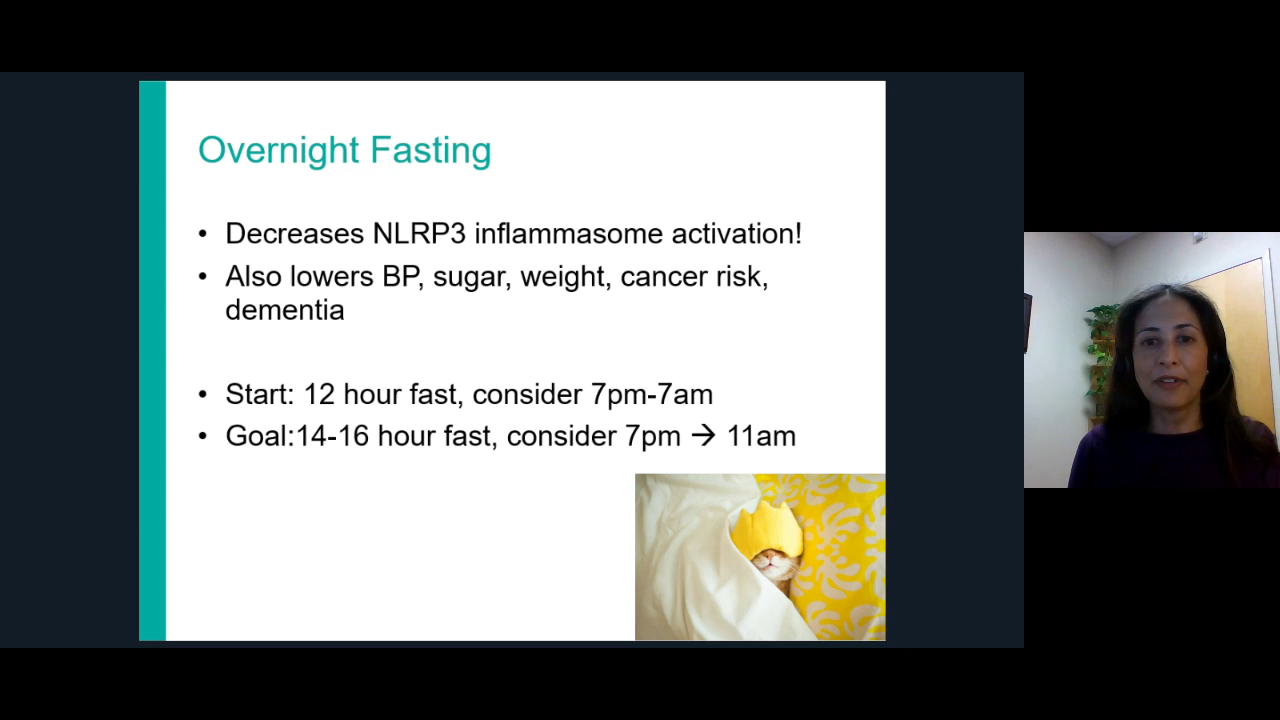 Overnight Fasting
• Decreases NLRP3 inflammasome activation!
• Also lowers BP, sugar, weight, cancer risk,
dementia
• Start: 12 hour fast, consider 7pm-7am
• Goal:14-16 hour fast, consider 7pm → 11am